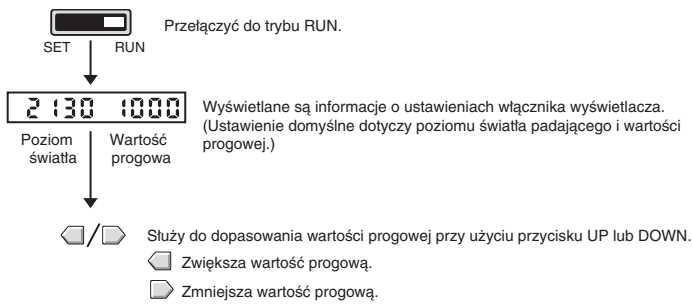 Przełączyć do trybu RUN.
SET RUN
2130 1000
Wyświetlane są informacje o ustawieniach włącznika wyświetlacza.
(Ustawienie domyślne dotyczy poziomu światła padającego i wartości
progowej.)
Poziom Wartość
światła progowa
/ Służy do dopasowania wartości progowej przy użyciu przycisku UP lub DOWN.
Zwiększa wartość progową.
Zmniejsza wartość progową.